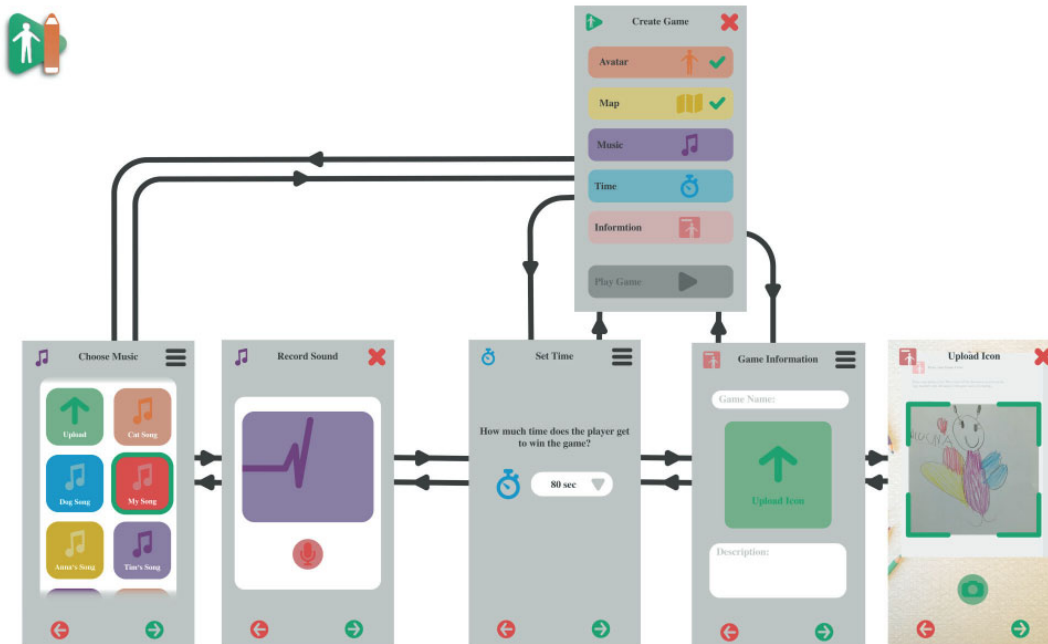 Create Game
Avatar
Map
Music
Time
Informtion
Play Game
Choose Music
Upload
Cat Song
Dog Song
My Song
Anna's Song
Tim's Song
Record Sound
Set Time
How much time does the player get
to win the game?
80 sec
Game Information
Game Name:
Upload Icon
Description:
Upload Icon